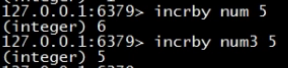 127.0.0.1:6379> incrby num 5
(integer) 6
127.0.0.1:6379> incrby num3 5
(integer) 5